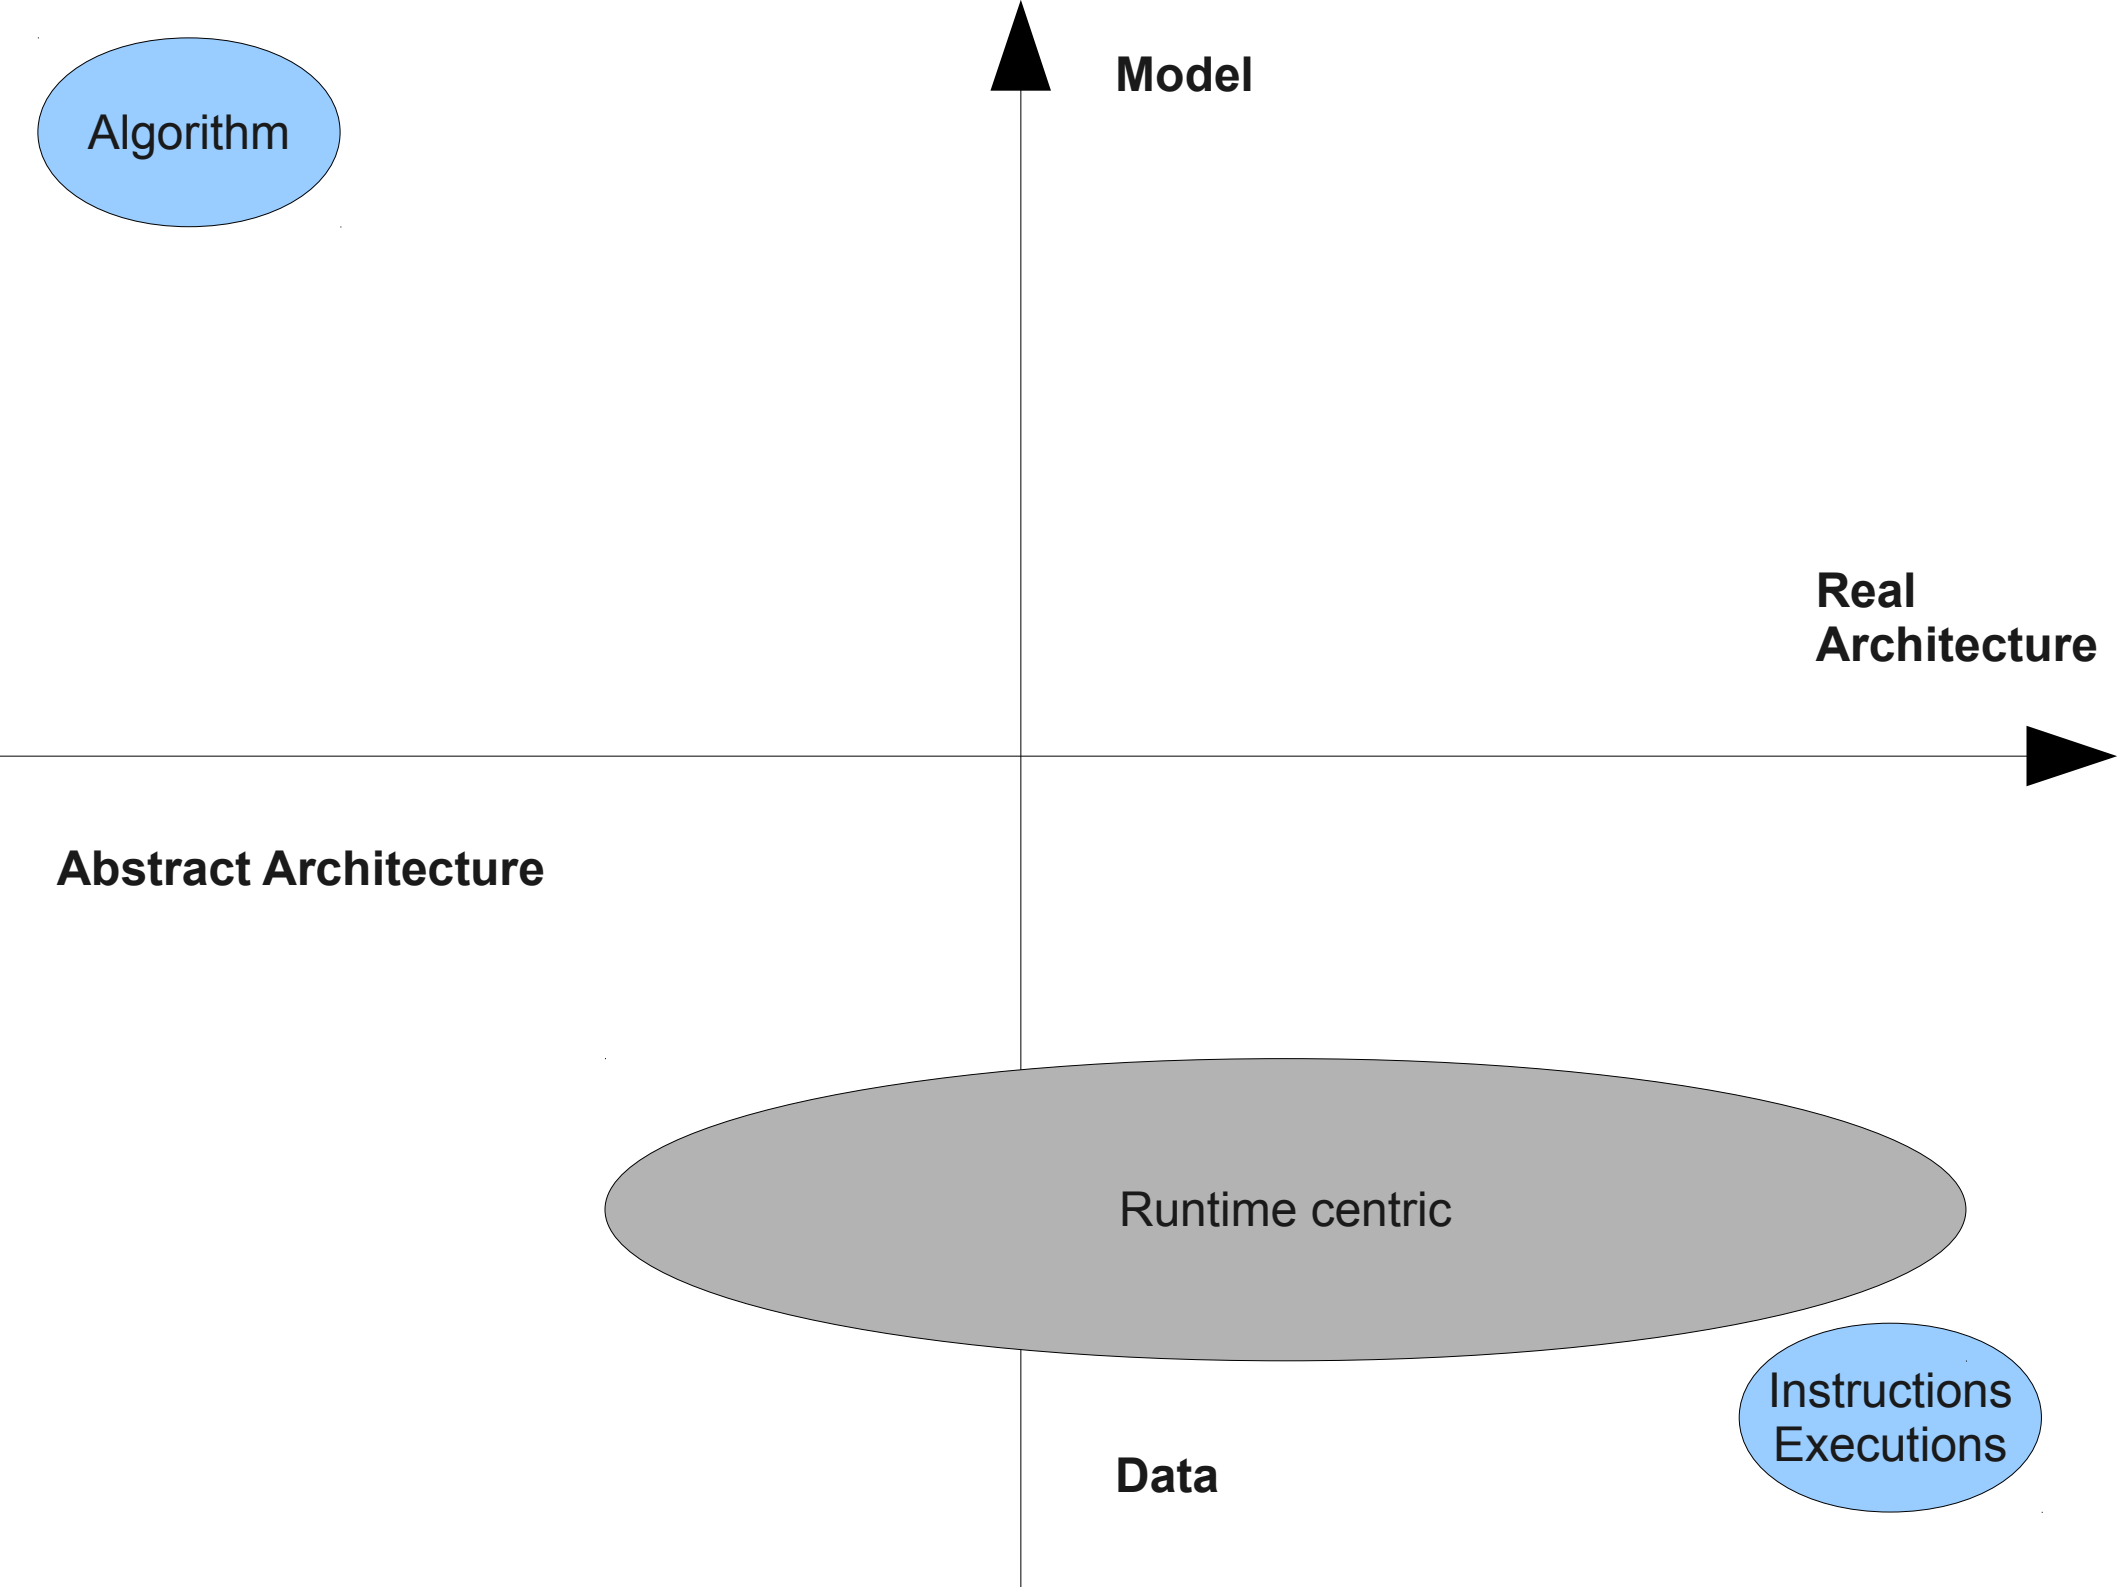 Model
Algorithm
Real
Architecture
Abstract Architecture
Runtime centric
Instructions
Executions
Data